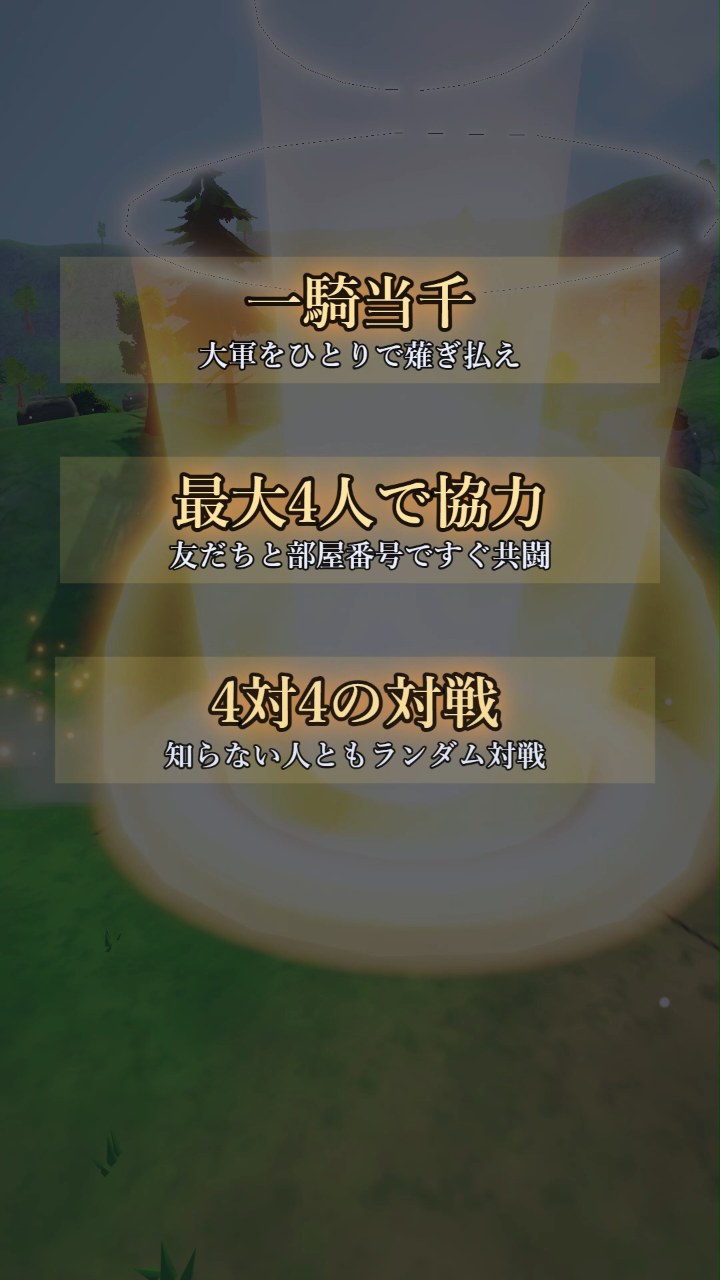 一騎当千
大軍をひとりで薙ぎ払え
最大4人で協力
友だちと部屋番号ですぐ共闘
4対4の対戦
知らない人ともランダム対戦